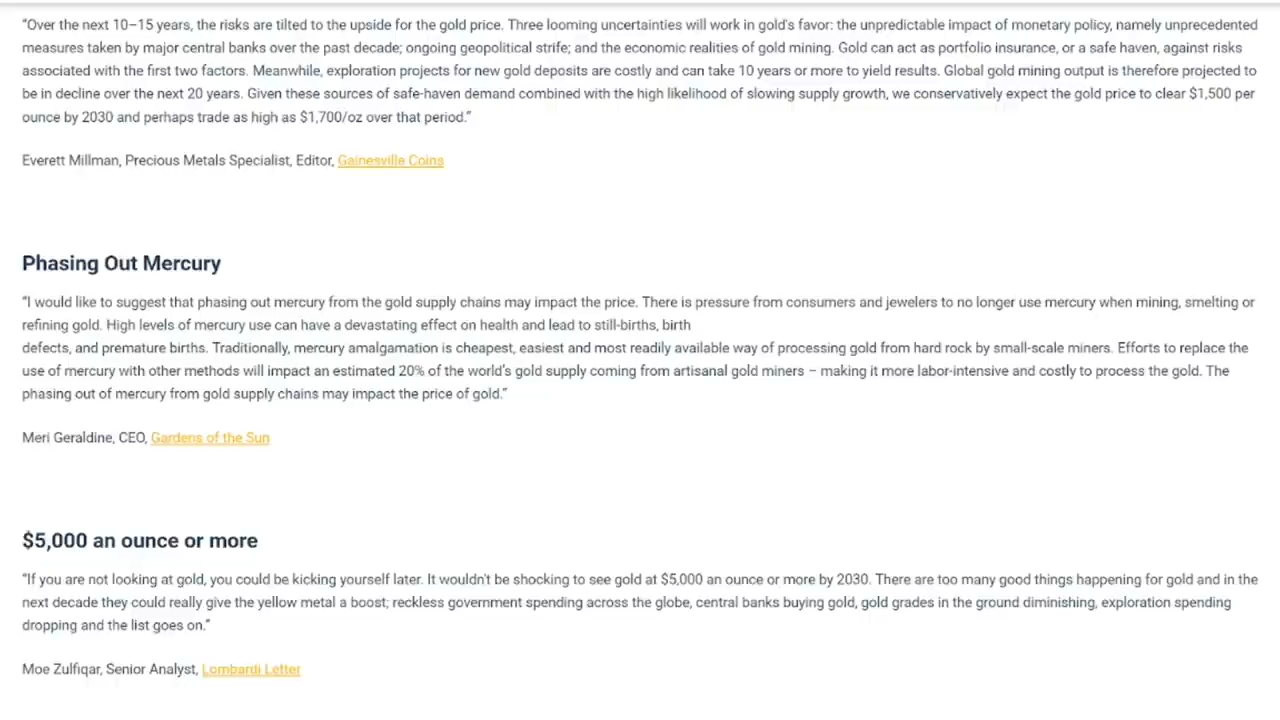 “Over the next 10–15 years, the risks are tilted to the upside for the gold price. Three looming uncertainties will work in gold's favor: the unpredictable impact of monetary policy, namely unprecedented
measures taken by major central banks over the past decade; ongoing geopolitical strife; and the economic realities of gold mining. Gold can act as portfolio insurance, or a safe haven, against risks
associated with the first two factors. Meanwhile, exploration projects for new gold deposits are costly and can take 10 years or more to yield results. Global gold mining output is therefore projected to
be in decline over the next 20 years. Given these sources of safe-haven demand combined with the high likelihood of slowing supply growth, we conservatively expect the gold price to clear $1,500 per
ounce by 2030 and perhaps trade as high as $1,700/oz over that period.”
Everett Millman, Precious Metals Specialist, Editor, Gainesville Coins
Phasing Out Mercury
“I would like to suggest that phasing out mercury from the gold supply chains may impact the price. There is pressure from consumers and jewelers to no longer use mercury when mining, smelting or
refining gold. High levels of mercury use can have a devastating effect on health and lead to still-births, birth
defects, and premature births. Traditionally, mercury amalgamation is cheapest, easiest and most readily available way of processing gold from hard rock by small-scale miners. Efforts to replace the
use of mercury with other methods will impact an estimated 20% of the world's gold supply coming from artisanal gold miners – making it more labor-intensive and costly to process the gold. The
phasing out of mercury from gold supply chains may impact the price of gold.”
Meri Geraldine, CEO, Gardens of the Sun
$5,000 an ounce or more
“If you are not looking at gold, you could be kicking yourself later. It wouldn't be shocking to see gold at $5,000 an ounce or more by 2030. There are too many good things happening for gold and in the
next decade they could really give the yellow metal a boost; reckless government spending across the globe, central banks buying gold, gold grades in the ground diminishing, exploration spending
dropping and the list goes on.”
Moe Zulfiqar, Senior Analyst, Lombardi Letter